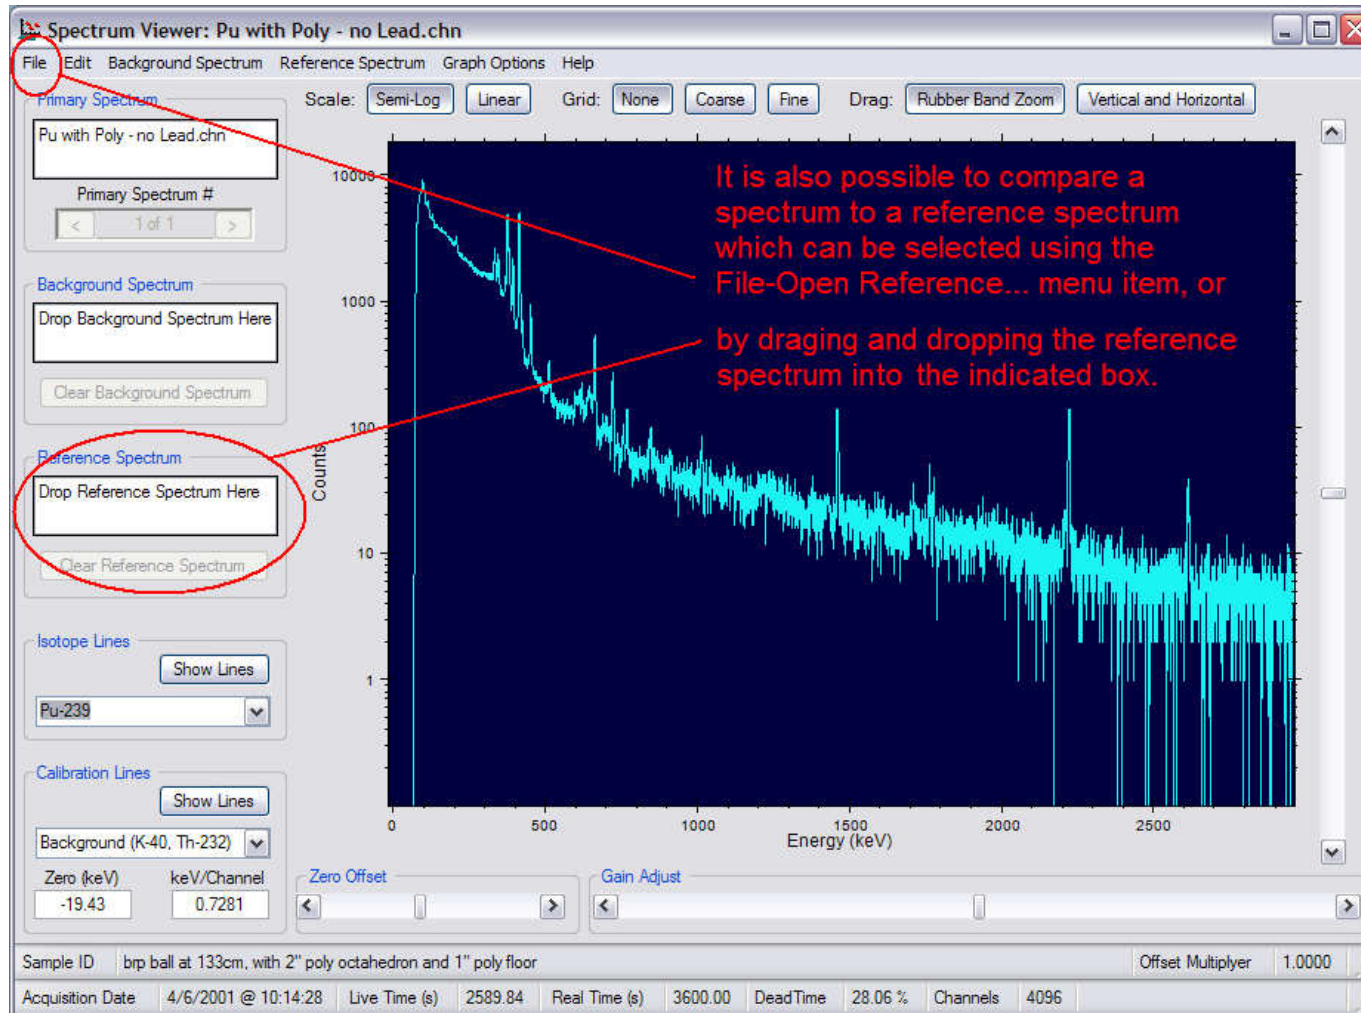 Spectrum Viewer: Pu with Poly - no Lead.chn
File Edit Background Spectrum Reference Spectrum Graph Options Help
Primary Spectrum
Pu with Poly - no Lead.chn
Primary Spectrum #
< 1 of 1 >
Background Spectrum
Drop Background Spectrum Here
Clear Background Spectrum
Reference Spectrum
Drop Reference Spectrum Here
Clear Reference Spectrum
Isotope Lines
Show Lines
Pu-239
Calibration Lines
Show Lines
Background (K-40, Th-232)
Zero (keV) keV/Channel
-19.43 0.7281
Scale: Semi-Log Linear Grid: None Coarse Fine Drag: Rubber Band Zoom Vertical and Horizontal
It is also possible to compare a
spectrum to a reference spectrum
which can be selected using the
File-Open Reference... menu item, or
by draging and dropping the reference
spectrum into the indicated box.
Counts
10000
1000
100
10
1
0 500 1000 1500 2000 2500
Energy (keV)
Zero Offset
Gain Adjust
Sample ID brp ball at 133cm, with 2" poly octahedron and 1" poly floor Offset Multiplyer 1.0000
Acquisition Date 4/6/2001 @ 10:14:28 Live Time (s) 2589.84 Real Time (s) 3600.00 DeadTime 28.06 % Channels 4096